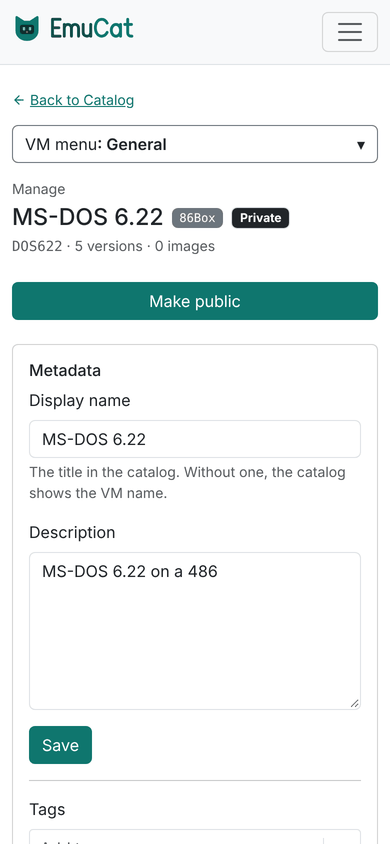 EmuCat
← Back to Catalog
VM menu: General ▼
Manage
MS-DOS 6.22 86Box Private
DOS622 · 5 versions · 0 images
Make public
Metadata
Display name
MS-DOS 6.22
The title in the catalog. Without one, the catalog
shows the VM name.
Description
MS-DOS 6.22 on a 486
Save
Tags